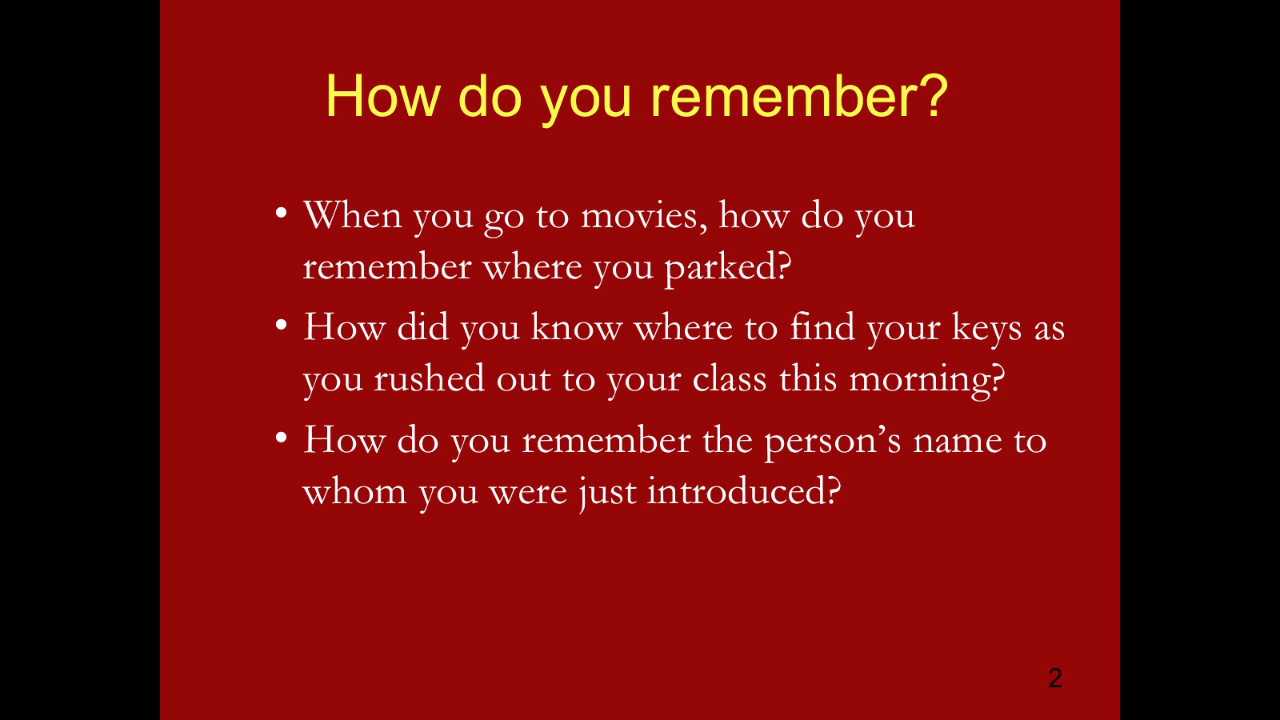 How do you remember?
• When you go to movies, how do you
remember where you parked?
• How did you know where to find your keys as
you rushed out to your class this morning?
• How do you remember the person’s name to
whom you were just introduced?
2